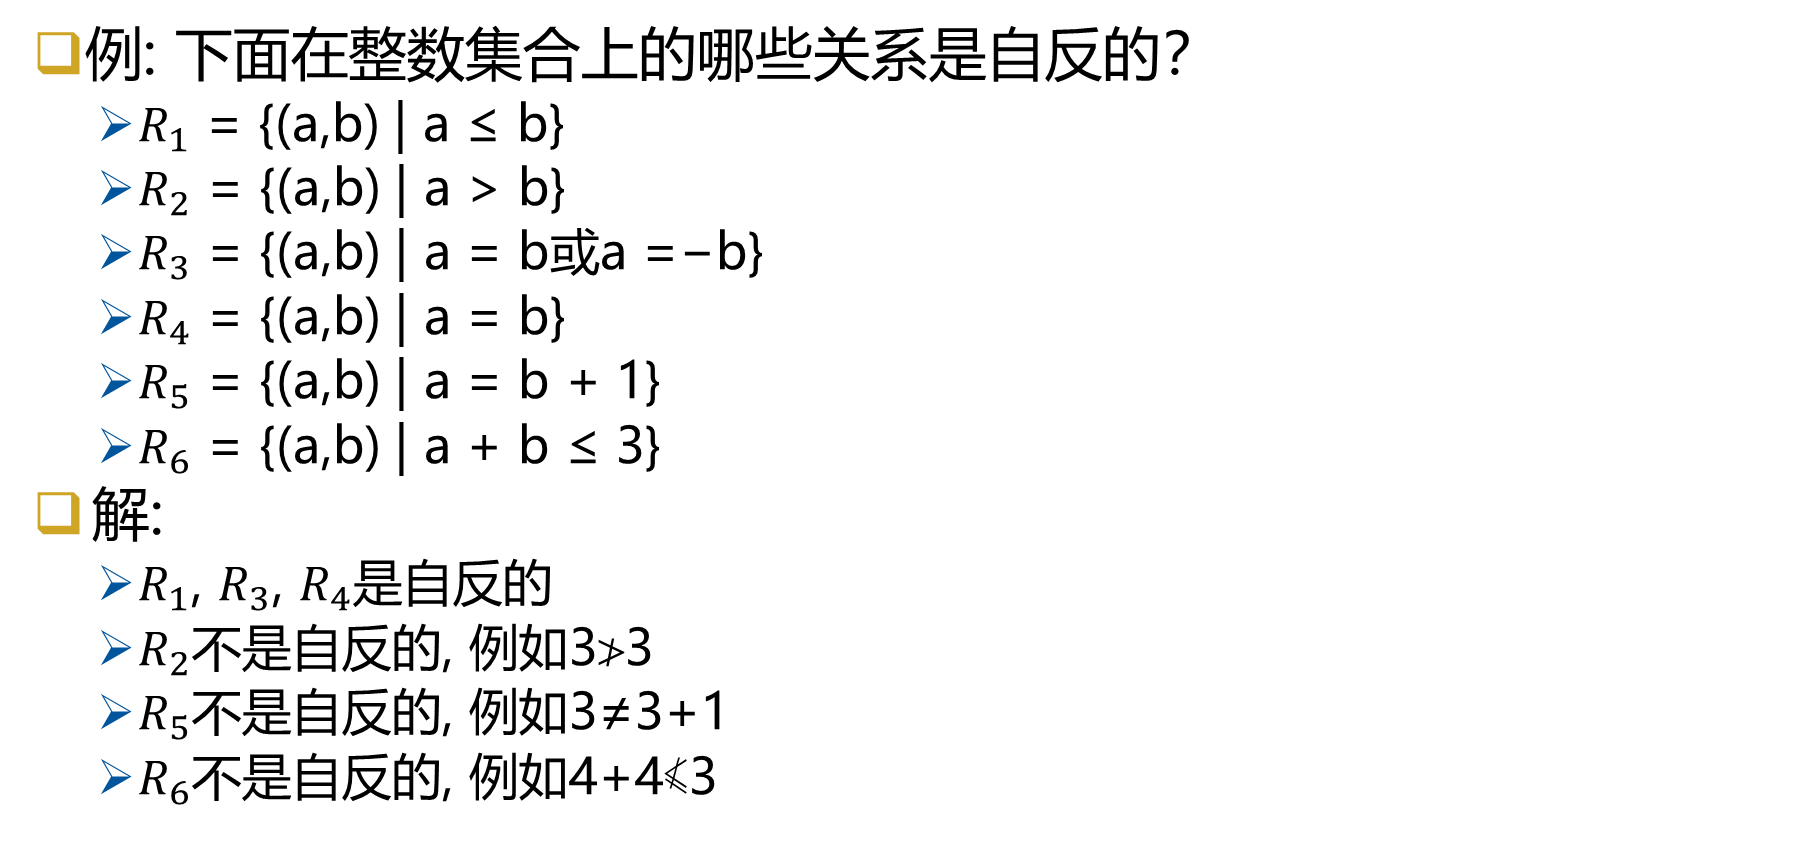 例: 下面在整数集合上的哪些关系是自反的?
R₁ = {(a,b) | a ≤ b}
R₂ = {(a,b) | a > b}
R₃ = {(a,b) | a = b或a =−b}
R₄ = {(a,b) | a = b}
R₅ = {(a,b) | a = b + 1}
R₆ = {(a,b) | a + b ≤ 3}
解:
R₁, R₃, R₄是自反的
R₂不是自反的, 例如3≯3
R₅不是自反的, 例如3≠3+1
R₆不是自反的, 例如4+4≰3